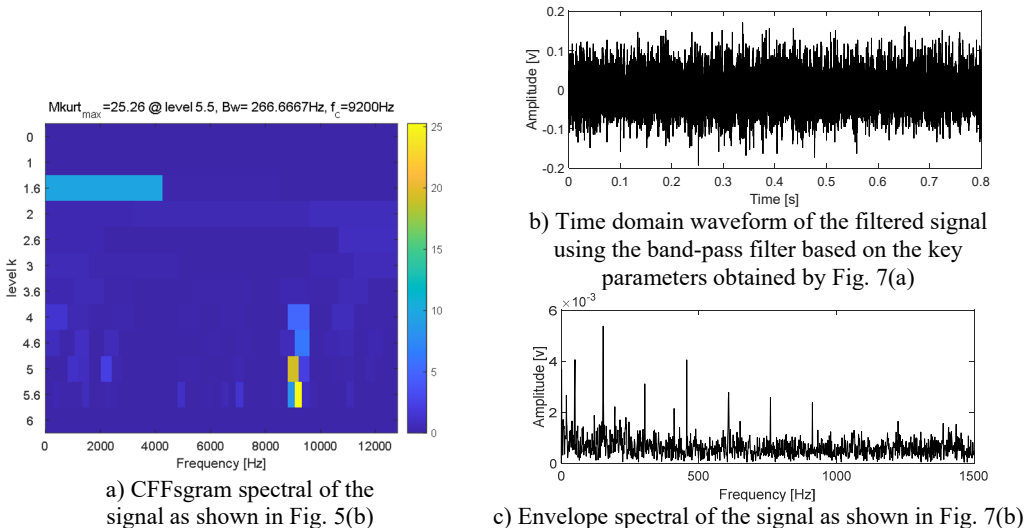 Mkurt_max=25.26 @ level 5.5, Bw= 266.6667Hz, f_c=9200Hz
0
1
1.6
2
2.6
3
3.6
4
4.6
5
5.6
6
level k
0 2000 4000 6000 8000 10000 12000
Frequency [Hz]
25
20
15
10
5
0
a) CFFsgram spectral of the
signal as shown in Fig. 5(b)
0.2
0.1
0
-0.1
-0.2
Amplitude [v]
0 0.1 0.2 0.3 0.4 0.5 0.6 0.7 0.8
Time [s]
b) Time domain waveform of the filtered signal
using the band-pass filter based on the key
parameters obtained by Fig. 7(a)
6 ×10^-3
4
2
0
Amplitude [v]
0 500 1000 1500
Frequency [Hz]
c) Envelope spectral of the signal as shown in Fig. 7(b)